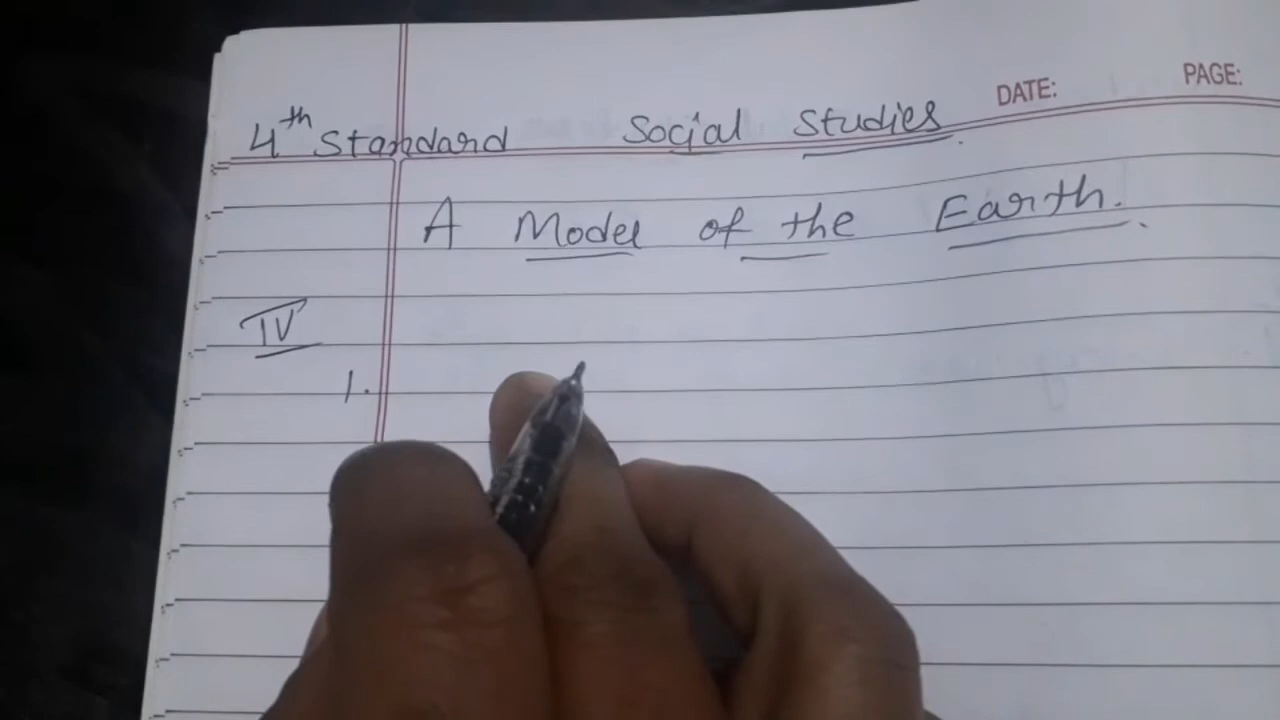 DATE: PAGE:
4th Standard Social Studies.
A Model of the Earth.
IV
1.